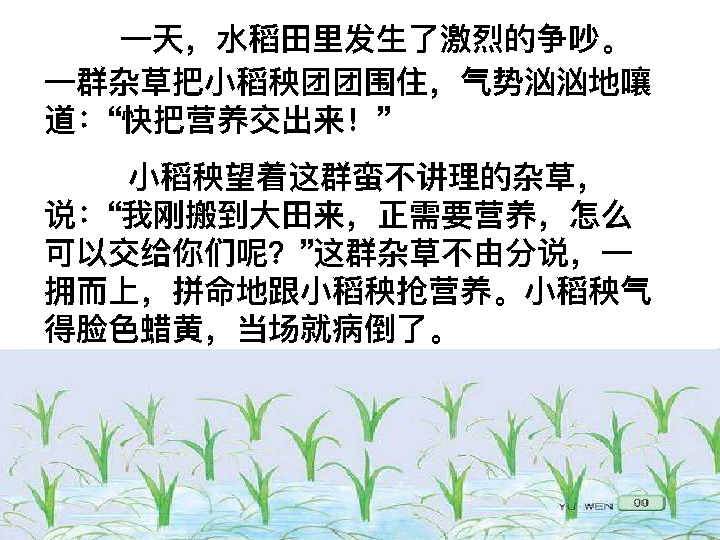 一天，水稻田里发生了激烈的争吵。
一群杂草把小稻秧团团围住，气势汹汹地嚷
道：“快把营养交出来！”
小稻秧望着这群蛮不讲理的杂草，
说：“我刚搬到大田来，正需要营养，怎么
可以交给你们呢？”这群杂草不由分说，一
拥而上，拼命地跟小稻秧抢营养。小稻秧气
得脸色蜡黄，当场就病倒了。
YU WEN 99